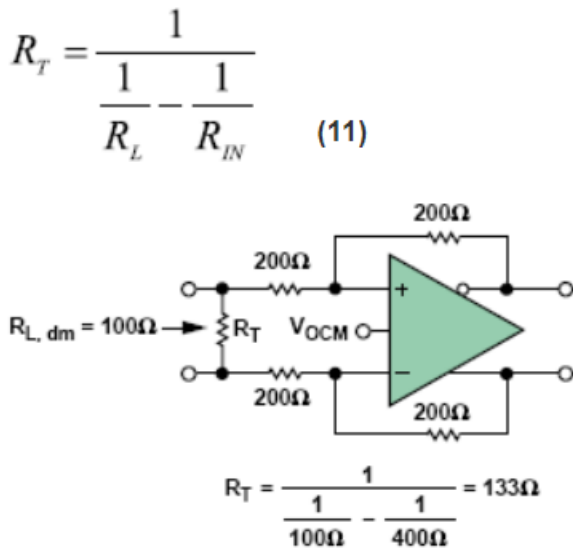 R_T = 1 / (1/R_L - 1/R_IN) (11)
200Ω
200Ω
+
R_L, dm = 100Ω
R_T
V_OCM
−
200Ω
200Ω
R_T = 1 / (1/100Ω - 1/400Ω) = 133Ω